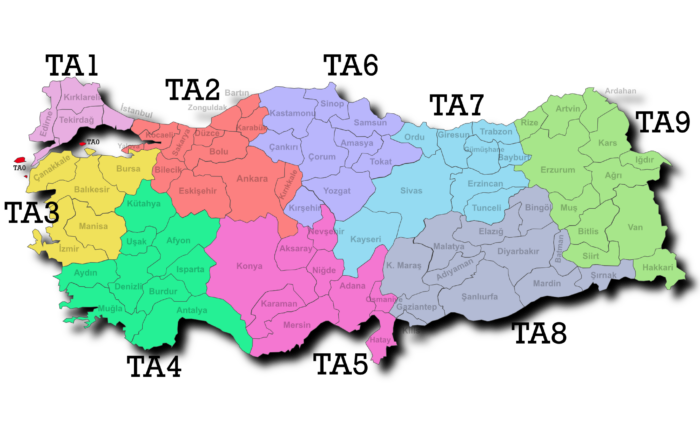 TA1
TA2
TA6
TA7
TA9
TA3
TA4
TA5
TA8
TA0
TA0
Kırklareli
Edirne
Tekirdağ
İstanbul
Çanakkale
Balıkesir
Bursa
Manisa
İzmir
Kocaeli
Sakarya
Düzce
Zonguldak
Bartın
Karabük
Bolu
Bilecik
Eskişehir
Ankara
Kırıkkale
Kütahya
Uşak
Afyon
Isparta
Aydın
Denizli
Burdur
Muğla
Antalya
Konya
Aksaray
Nevşehir
Niğde
Karaman
Mersin
Adana
Osmaniye
Hatay
Kastamonu
Sinop
Samsun
Çankırı
Çorum
Amasya
Tokat
Yozgat
Kırşehir
Ordu
Giresun
Trabzon
Gümüşhane
Bayburt
Sivas
Erzincan
Tunceli
Kayseri
K. Maraş
Malatya
Elazığ
Bingöl
Adıyaman
Diyarbakır
Batman
Gaziantep
Şanlıurfa
Mardin
Şırnak
Ardahan
Artvin
Rize
Kars
Iğdır
Erzurum
Ağrı
Muş
Bitlis
Van
Siirt
Hakkari